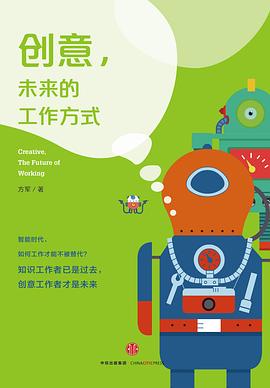 创意，
未来的
工作方式
Creative,
The Future of
Working
方军 / 著
智能时代，
如何工作才能不被替代？
知识工作者已是过去，
创意工作者才是未来
中信出版集团 | CHINACITICPRESS